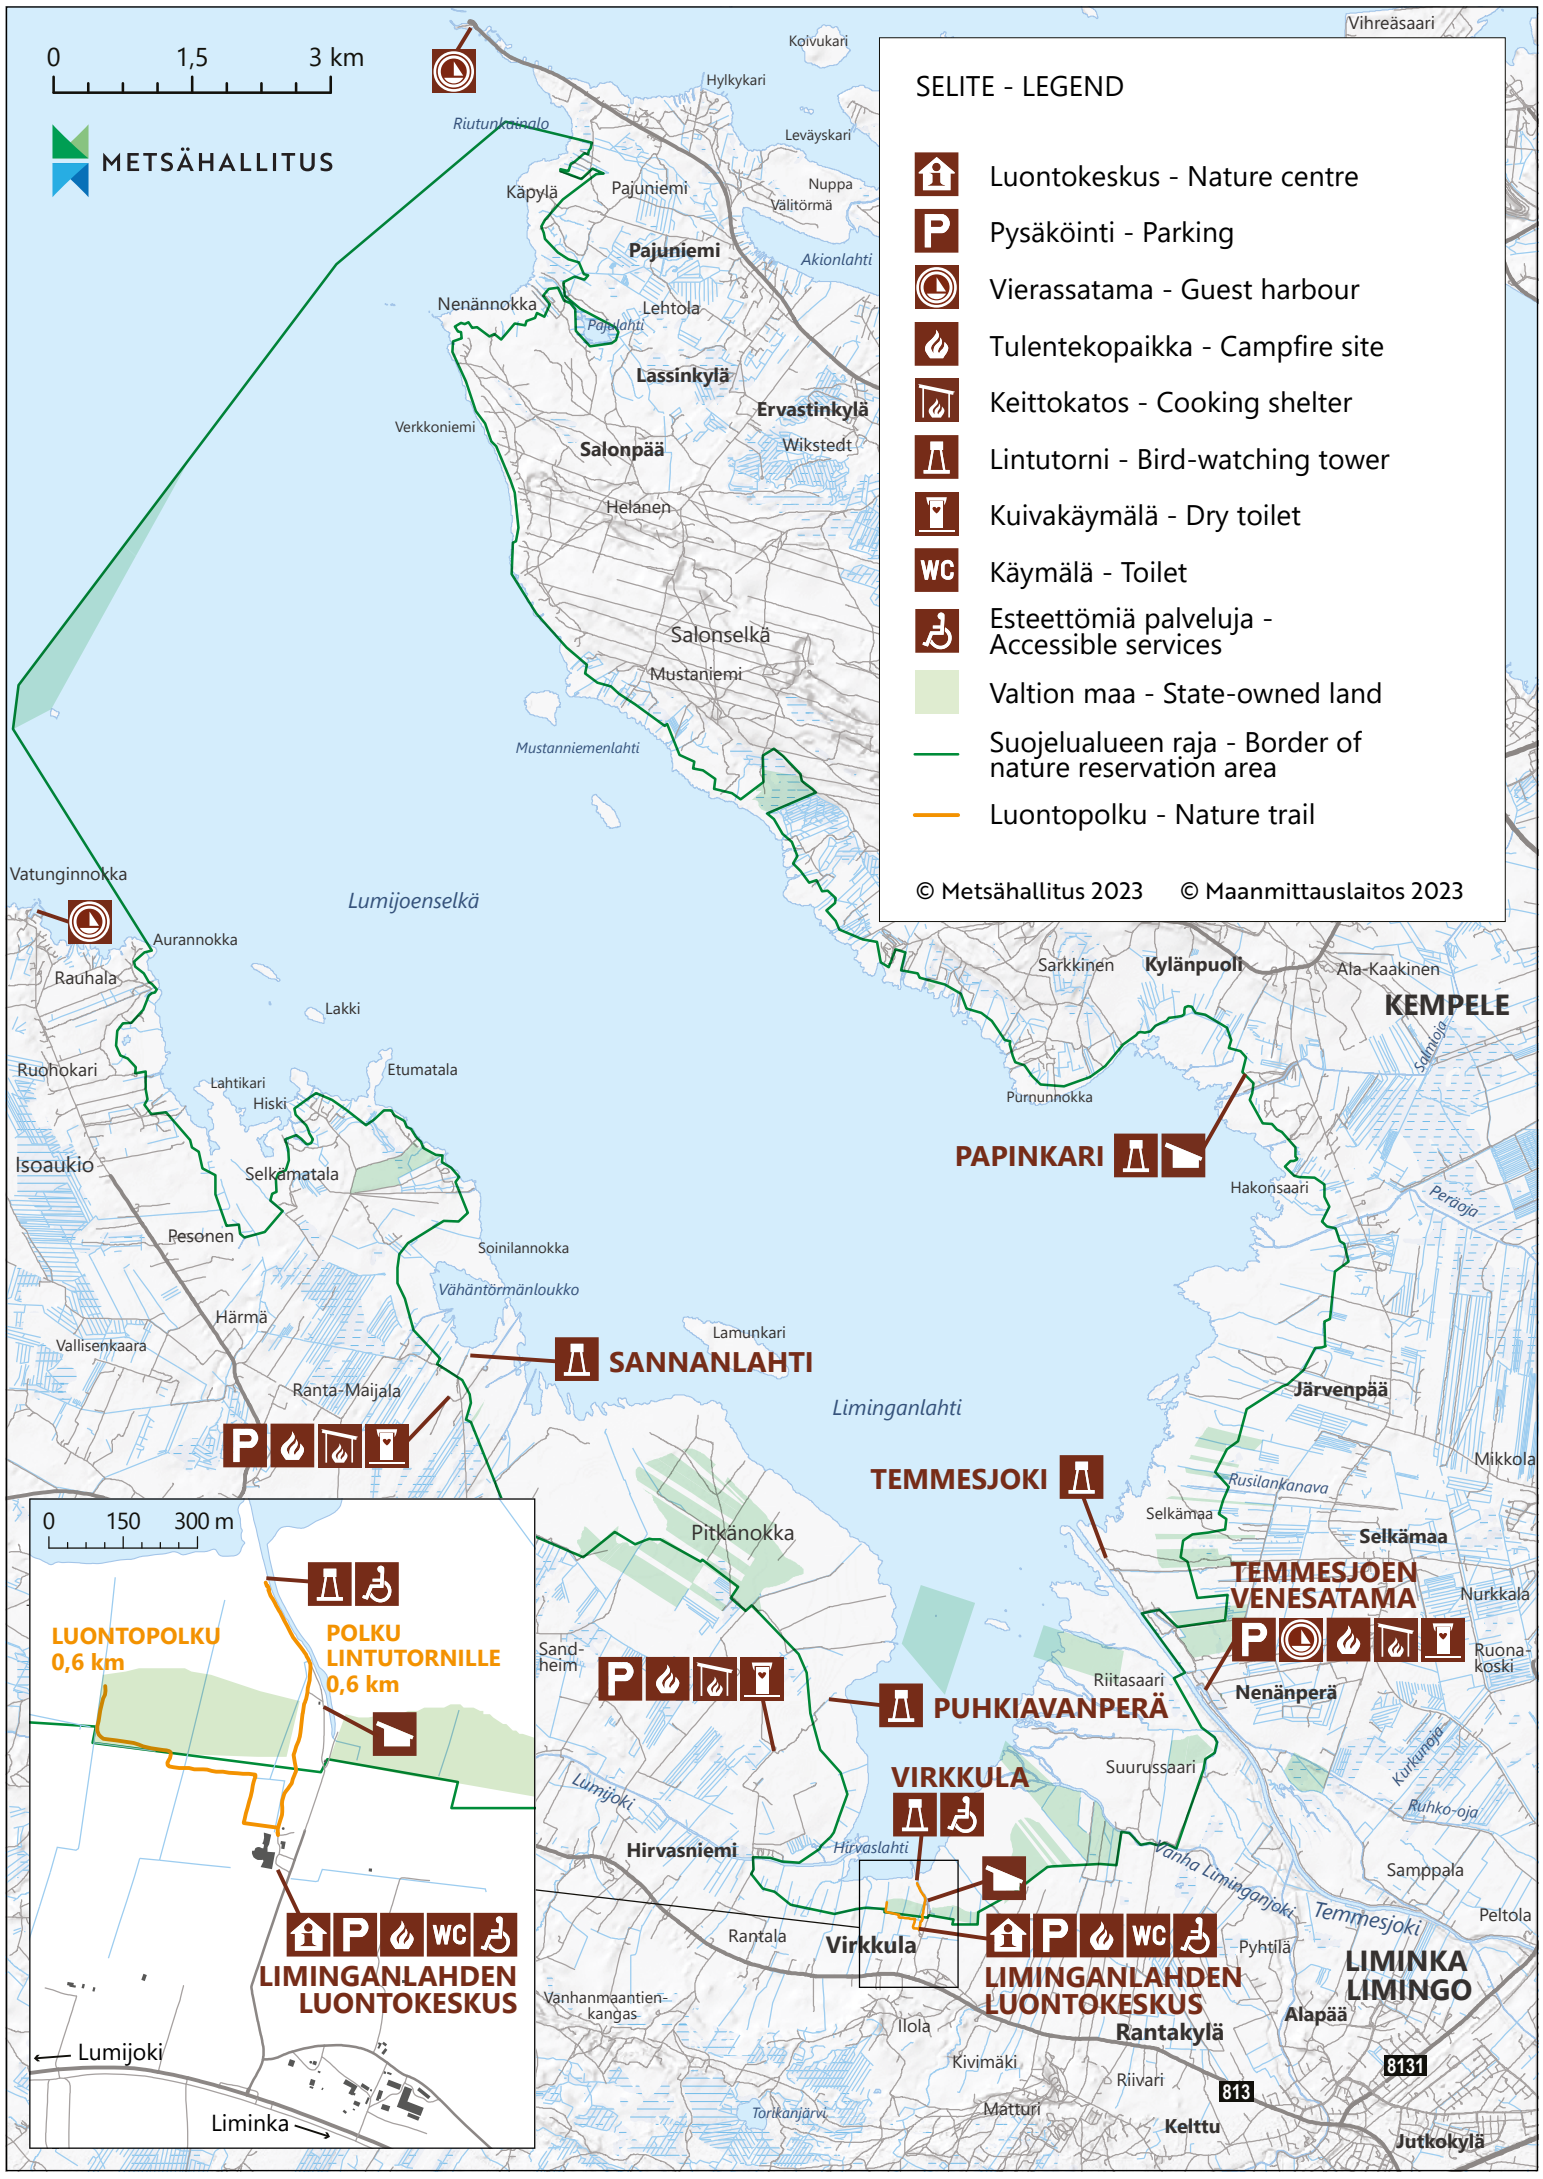 0 1,5 3 km
METSÄHALLITUS
Koivukari
Vihreäsaari
Hylkykari
Riutunkainalo
Leväyskari
Käpylä
Pajuniemi
Nuppa
Välitörmä
Pajuniemi
Akionlahti
Nenännokka
Lehtola
Pajulahti
Lassinkylä
Ervastinkylä
Verkkoniemi
Salonpää
Wikstedt
Helanen
Salonselkä
Mustaniemi
Mustanniemenlahti
SELITE - LEGEND
Luontokeskus - Nature centre
P Pysäköinti - Parking
Vierassatama - Guest harbour
Tulentekopaikka - Campfire site
Keittokatos - Cooking shelter
Lintutorni - Bird-watching tower
Kuivakäymälä - Dry toilet
WC Käymälä - Toilet
Esteettömiä palveluja -
Accessible services
Valtion maa - State-owned land
Suojelualueen raja - Border of
nature reservation area
Luontopolku - Nature trail
© Metsähallitus 2023 © Maanmittauslaitos 2023
Vatunginnokka
Lumijoenselkä
Aurannokka
Rauhala
Lakki
Sarkkinen
Kylänpuoli
Ala-Kaakinen
KEMPELE
Salmioja
Ruohokari
Lahtikari
Hiski
Etumatala
Purnunnokka
PAPINKARI
Isoaukio
Selkämatala
Hakonsaari
Peräoja
Pesonen
Soinilannokka
Vähäntörmänloukko
Härmä
Vallisenkaara
Lamunkari
SANNANLAHTI
Ranta-Maijala
P
Liminganlahti
Järvenpää
Mikkola
Rusilankanava
TEMMESJOKI
Selkämaa
Selkämaa
Pitkänokka
TEMMESJOEN
VENESATAMA
P
Nurkkala
Ruona-
koski
Sand-
heim
P
Riitasaari
Nenänperä
PUHKIAVANPERÄ
Kurkunoja
Suurussaari
Ruhko-oja
VIRKKULA
Lumijoki
Hirvasniemi
Hirvaslahti
Vanha Liminganjoki
Samppala
Temmesjoki
Peltola
Rantala
Virkkula
P WC
LIMINGANLAHDEN
LUONTOKESKUS
Pyhtilä
LIMINKA
LIMINGO
Alapää
Vanhanmaantien-
kangas
Ilola
Rantakylä
Kivimäki
Riivari
8131
813
Matturi
Torikanjärvi
Kelttu
Jutkokylä
0 150 300 m
LUONTOPOLKU
0,6 km
POLKU
LINTUTORNILLE
0,6 km
P WC
LIMINGANLAHDEN
LUONTOKESKUS
Lumijoki
Liminka